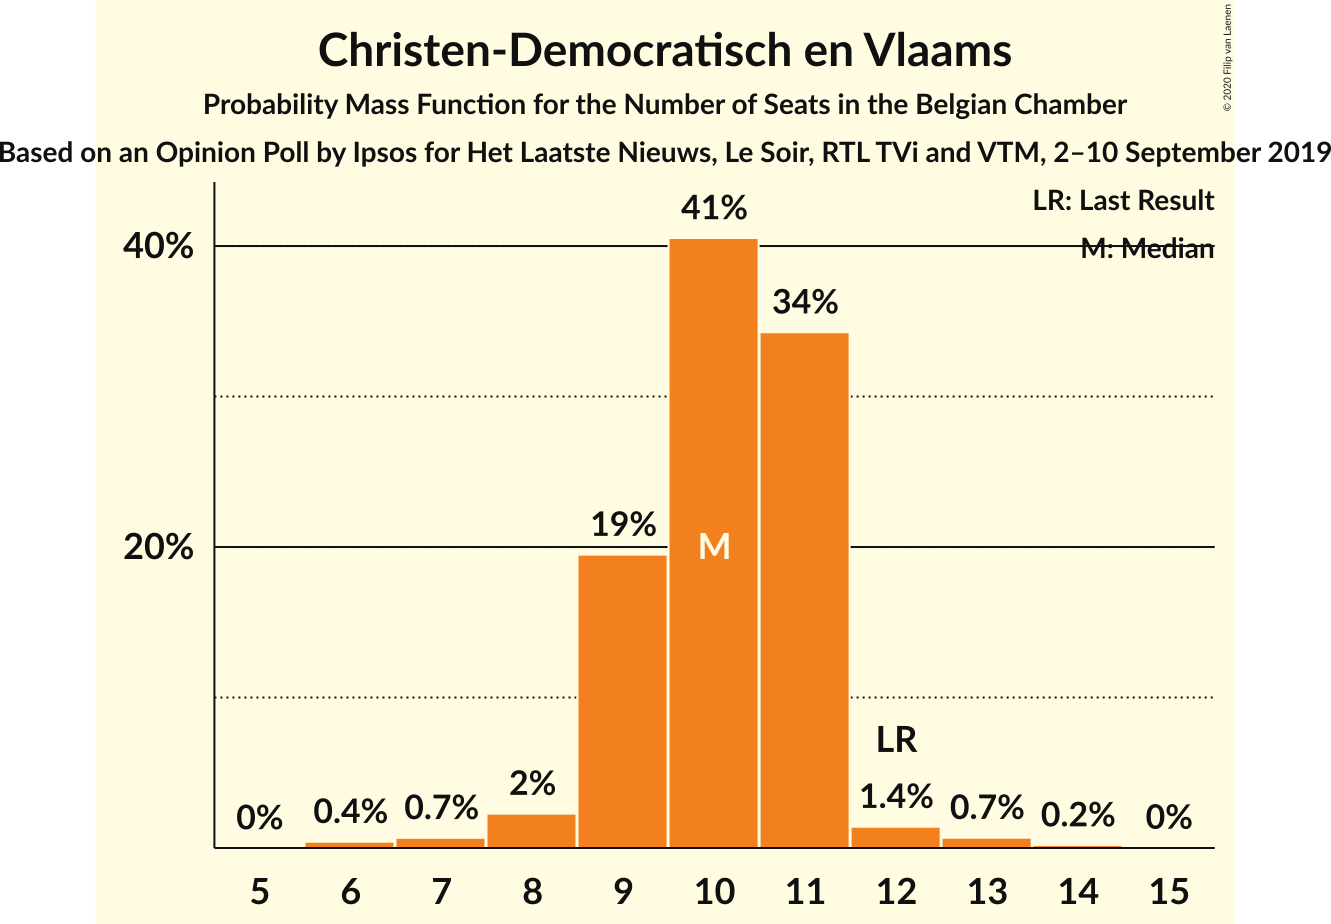 Christen-Democratisch en Vlaams
Probability Mass Function for the Number of Seats in the Belgian Chamber
Based on an Opinion Poll by Ipsos for Het Laatste Nieuws, Le Soir, RTL TVi and VTM, 2–10 September 2019
© 2020 Filip van Laenen
LR: Last Result
M: Median
40%
20%
0%
0.4%
0.7%
2%
19%
41%
M
34%
LR
1.4%
0.7%
0.2%
0%
5 6 7 8 9 10 11 12 13 14 15